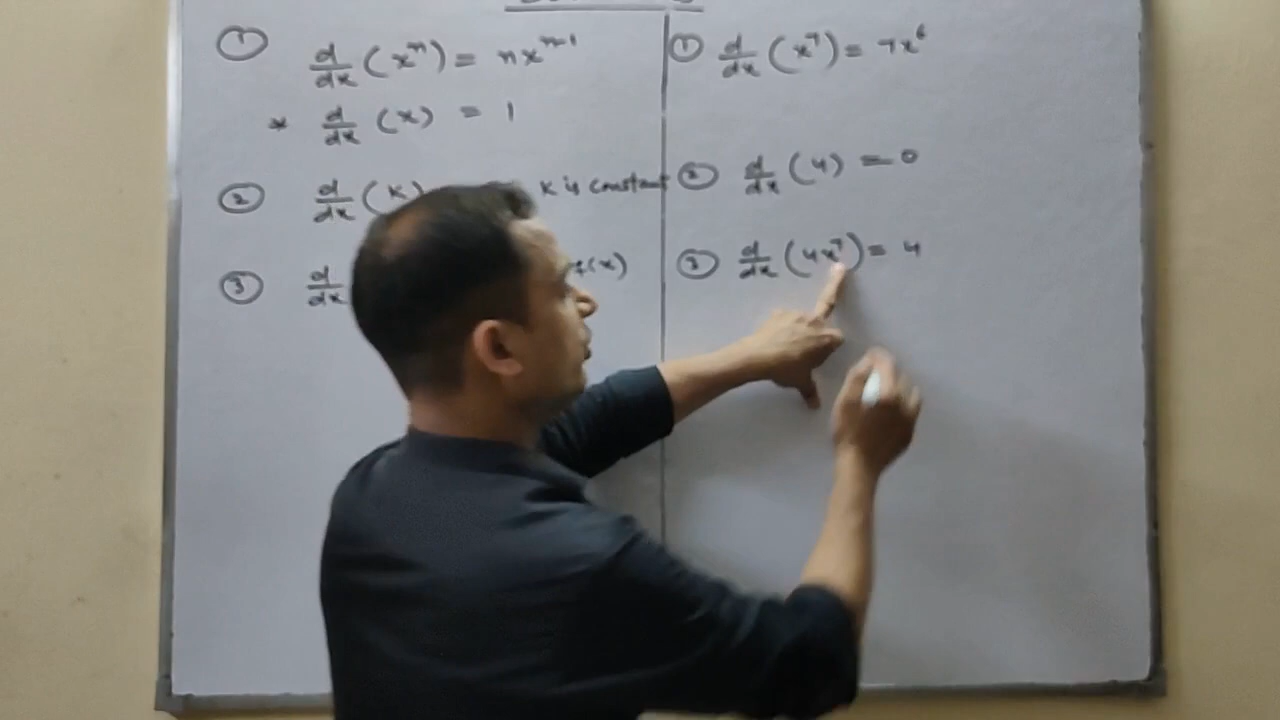 ① d/dx (xⁿ) = nxⁿ⁻¹
* d/dx (x) = 1
② d/dx (K) K is constant
③ d/dx (x)
① d/dx (x⁷) = 7x⁶
② d/dx (4) = 0
③ d/dx (4x⁷) = 4